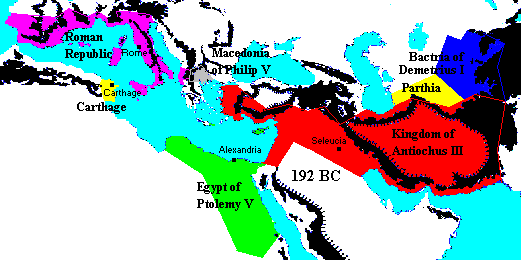 Roman
Republic
Rome
Macedonia
of Philip V
Bactria of
Demetrius I
Parthia
Carthage
Carthage
Kingdom of
Antiochus III
Seleucia
Alexandria
192 BC
Egypt of
Ptolemy V